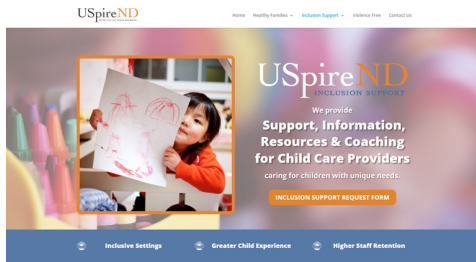 USpireND
Home Healthy Families Inclusion Support Violence Free Contact Us
USpireND
INCLUSION SUPPORT
We provide
Support, Information,
Resources & Coaching
for Child Care Providers
caring for children with unique needs.
INCLUSION SUPPORT REQUEST FORM
Inclusive Settings Greater Child Experience Higher Staff Retention